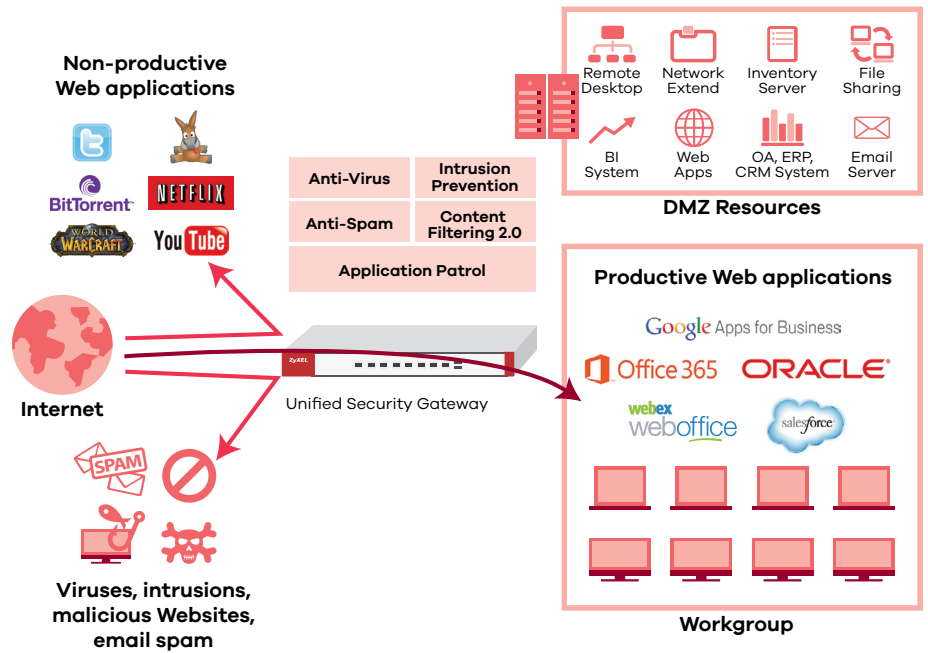 Non-productive
Web applications
BitTorrent
NETFLIX
WORLD
OF
WARCRAFT
YouTube
Internet
SPAM
Viruses, intrusions,
malicious Websites,
email spam
Anti-Virus
Intrusion
Prevention
Anti-Spam
Content
Filtering 2.0
Application Patrol
ZyXEL
Unified Security Gateway
Remote
Desktop
Network
Extend
Inventory
Server
File
Sharing
BI
System
Web
Apps
OA, ERP,
CRM System
Email
Server
DMZ Resources
Productive Web applications
Google Apps for Business
Office 365
ORACLE®
webex
weboffice
salesforce
Workgroup